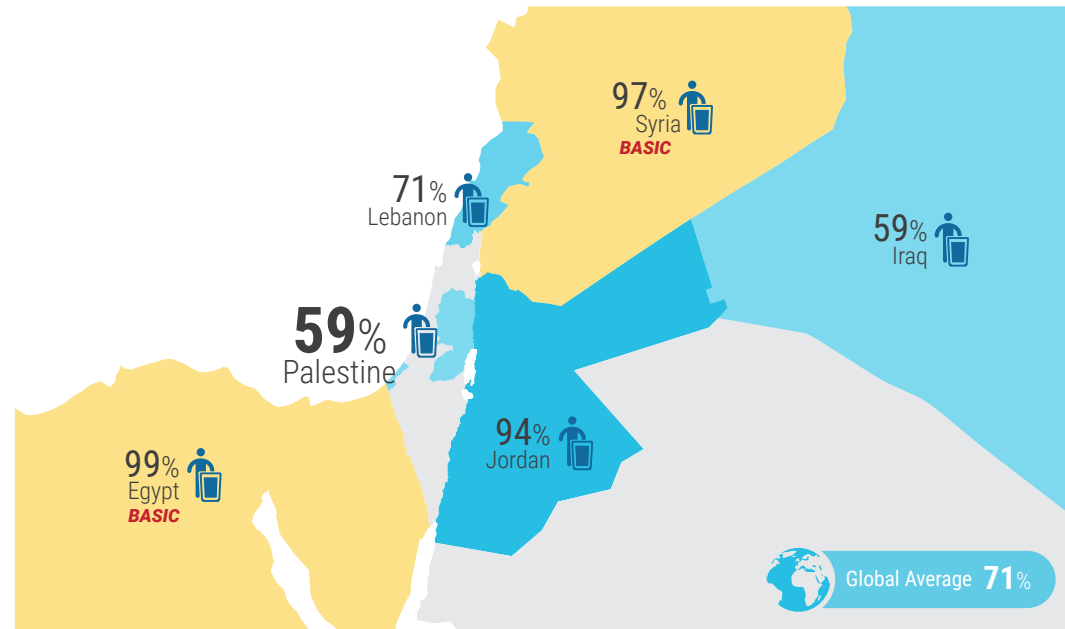 97%
Syria
BASIC
71%
Lebanon
59%
Iraq
59%
Palestine
94%
Jordan
99%
Egypt
BASIC
Global Average 71%